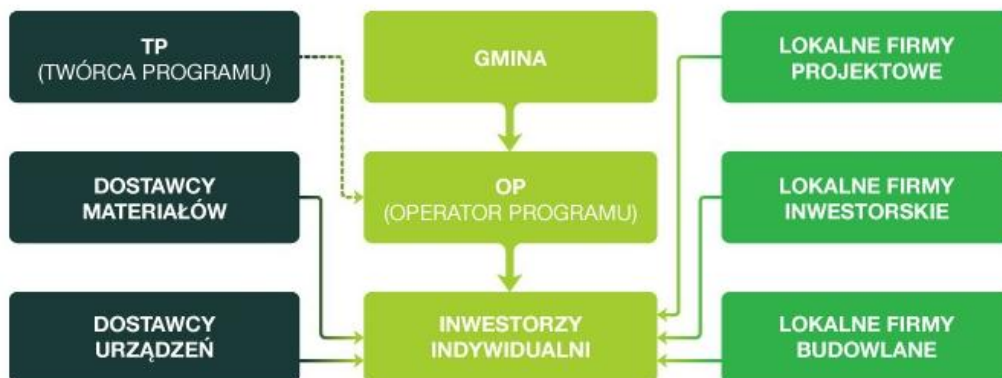 TP
(TWÓRCA PROGRAMU)
GMINA
LOKALNE FIRMY
PROJEKTOWE
DOSTAWCY
MATERIAŁÓW
OP
(OPERATOR PROGRAMU)
LOKALNE FIRMY
INWESTORSKIE
DOSTAWCY
URZĄDZEŃ
INWESTORZY
INDYWIDUALNI
LOKALNE FIRMY
BUDOWLANE